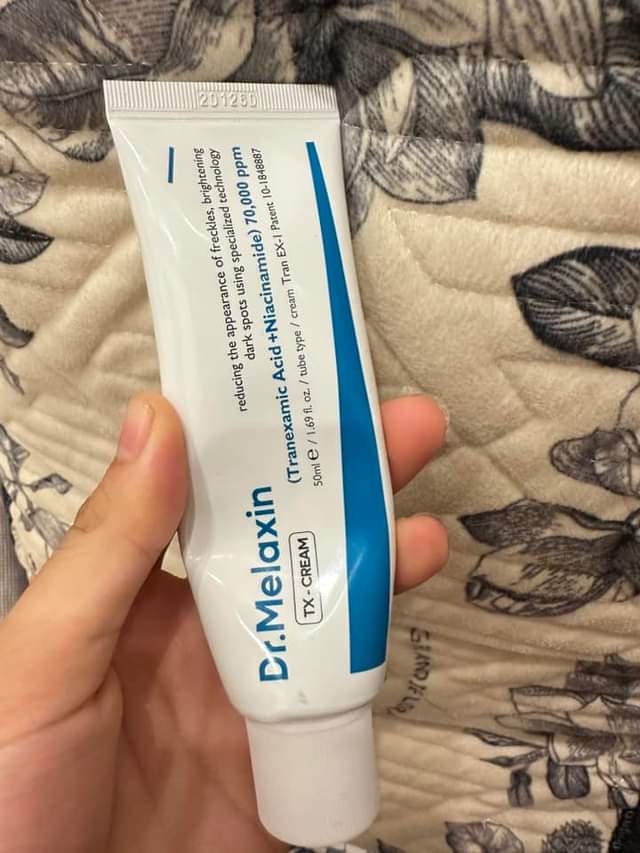 201260
reducing the appearance of freckles, brightening
dark spots using specialized technology
(Tranexamic Acid +Niacinamide) 70,000 ppm
50ml e / 1.69 fl. oz. / tube type / cream Tran EX-1 Patent 10-1848887
Dr.Melaxin
TX-CREAM